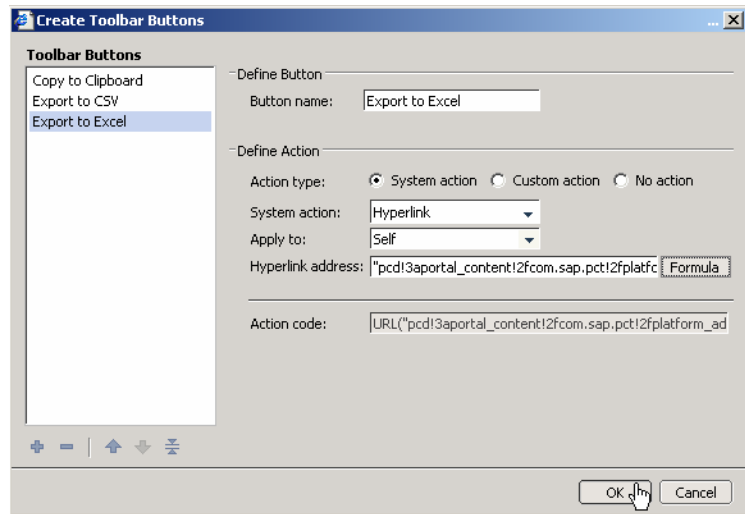 Create Toolbar Buttons
Toolbar Buttons
Copy to Clipboard
Export to CSV
Export to Excel
Define Button
Button name: Export to Excel
Define Action
Action type: System action Custom action No action
System action: Hyperlink
Apply to: Self
Hyperlink address: "pcd!3aportal_content!2fcom.sap.pct!2fplatfc Formula
Action code: URL("pcd!3aportal_content!2fcom.sap.pct!2fplatform_ad
OK Cancel